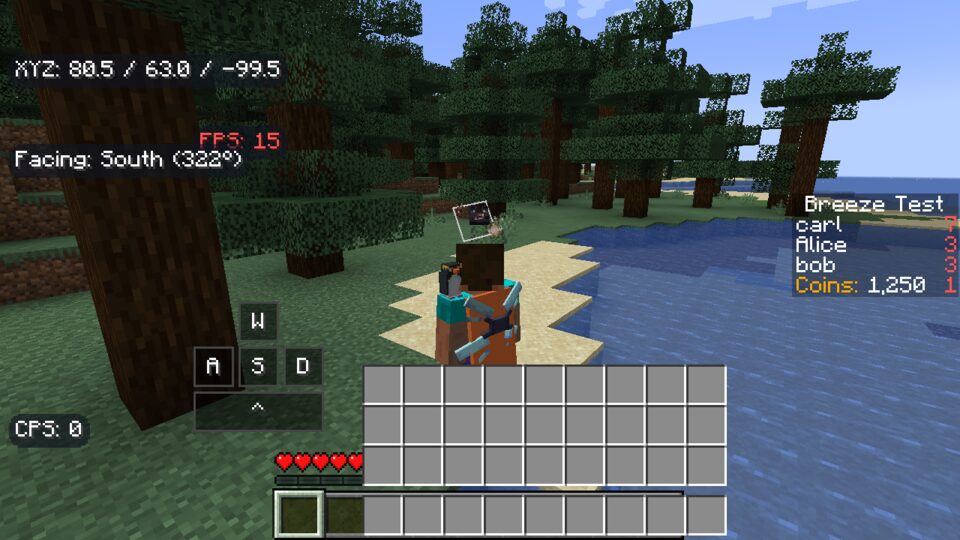 XYZ: 80.5 / 63.0 / -99.5
FPS: 15
Facing: South (322°)
Breeze Test
carl 7
Alice 3
bob 3
Coins: 1,250 1
W
A S D
^
CPS: 0